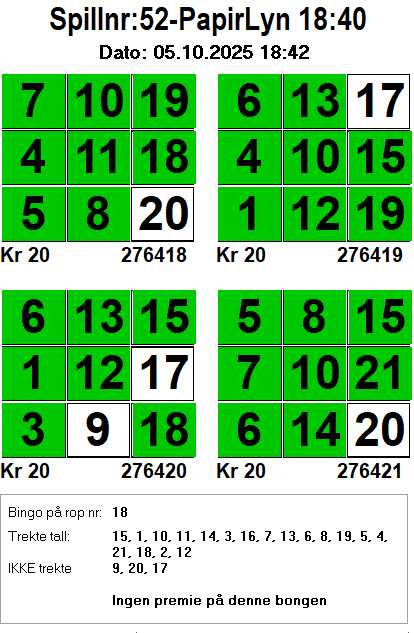 Spillnr:52-PapirLyn 18:40
Dato: 05.10.2025 18:42
7 10 19
4 11 18
5 8 20
Kr 20 276418
6 13 17
4 10 15
1 12 19
Kr 20 276419
6 13 15
1 12 17
3 9 18
Kr 20 276420
5 8 15
7 10 21
6 14 20
Kr 20 276421
Bingo på rop nr: 18
Trekte tall: 15, 1, 10, 11, 14, 3, 16, 7, 13, 6, 8, 19, 5, 4,
21, 18, 2, 12
IKKE trekte 9, 20, 17
Ingen premie på denne bongen